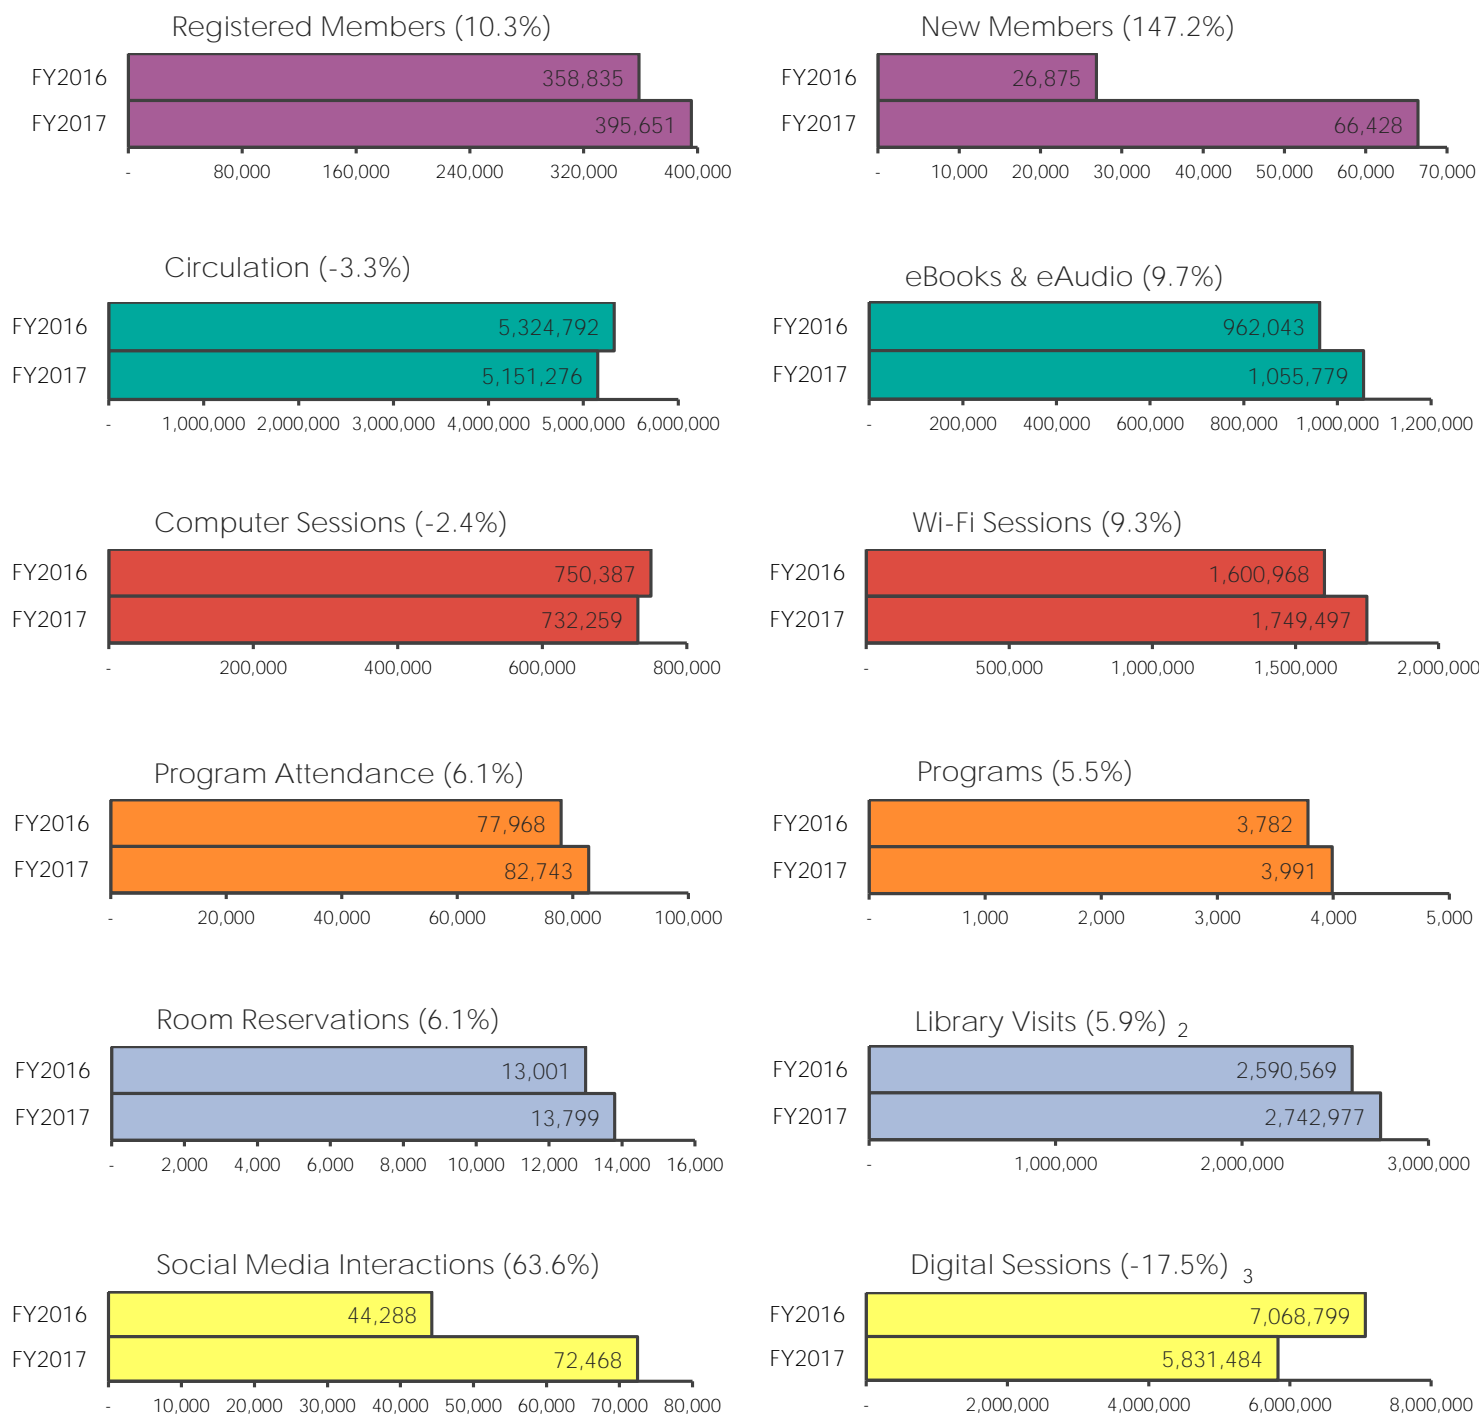 Registered Members (10.3%)
FY2016
358,835
FY2017
395,651
- 80,000 160,000 240,000 320,000 400,000
New Members (147.2%)
FY2016
26,875
FY2017
66,428
- 10,000 20,000 30,000 40,000 50,000 60,000 70,000
Circulation (-3.3%)
FY2016
5,324,792
FY2017
5,151,276
- 1,000,000 2,000,000 3,000,000 4,000,000 5,000,000 6,000,000
eBooks & eAudio (9.7%)
FY2016
962,043
FY2017
1,055,779
- 200,000 400,000 600,000 800,000 1,000,000 1,200,000
Computer Sessions (-2.4%)
FY2016
750,387
FY2017
732,259
- 200,000 400,000 600,000 800,000
Wi-Fi Sessions (9.3%)
FY2016
1,600,968
FY2017
1,749,497
- 500,000 1,000,000 1,500,000 2,000,000
Program Attendance (6.1%)
FY2016
77,968
FY2017
82,743
- 20,000 40,000 60,000 80,000 100,000
Programs (5.5%)
FY2016
3,782
FY2017
3,991
- 1,000 2,000 3,000 4,000 5,000
Room Reservations (6.1%)
FY2016
13,001
FY2017
13,799
- 2,000 4,000 6,000 8,000 10,000 12,000 14,000 16,000
Library Visits (5.9%) 2
FY2016
2,590,569
FY2017
2,742,977
- 1,000,000 2,000,000 3,000,000
Social Media Interactions (63.6%)
FY2016
44,288
FY2017
72,468
- 10,000 20,000 30,000 40,000 50,000 60,000 70,000 80,000
Digital Sessions (-17.5%) 3
FY2016
7,068,799
FY2017
5,831,484
- 2,000,000 4,000,000 6,000,000 8,000,000